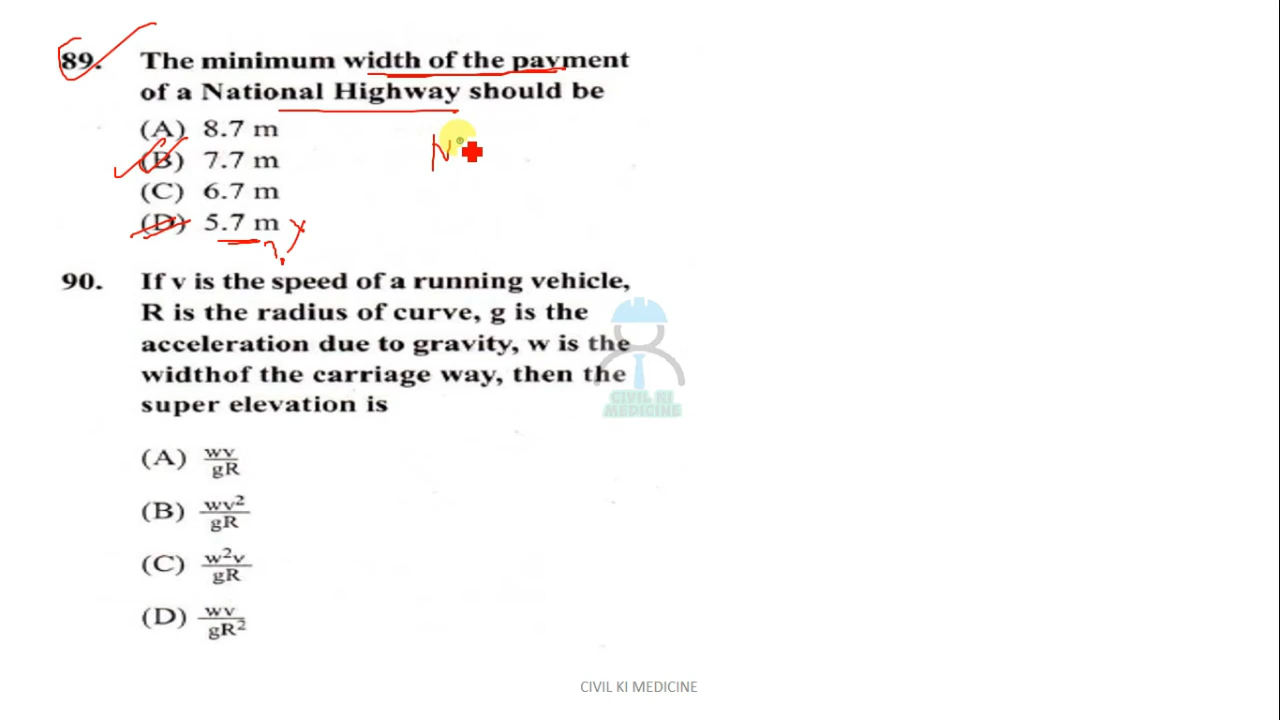 89. The minimum width of the payment
of a National Highway should be
(A) 8.7 m
(B) 7.7 m
(C) 6.7 m
(D) 5.7 m
N
90. If v is the speed of a running vehicle,
R is the radius of curve, g is the
acceleration due to gravity, w is the
widthof the carriage way, then the
super elevation is
(A) wv/gR
(B) wv²/gR
(C) w²v/gR
(D) wv/gR²
CIVIL KI
MEDICINE
CIVIL KI MEDICINE